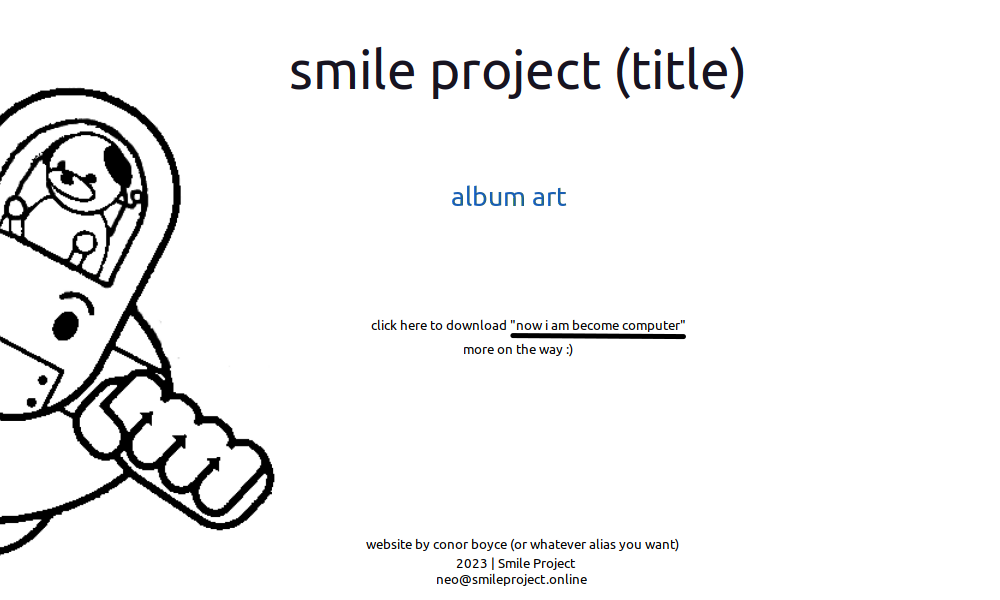 smile project (title)
album art
click here to download "now i am become computer"
more on the way :)
website by conor boyce (or whatever alias you want)
2023 | Smile Project
neo@smileproject.online